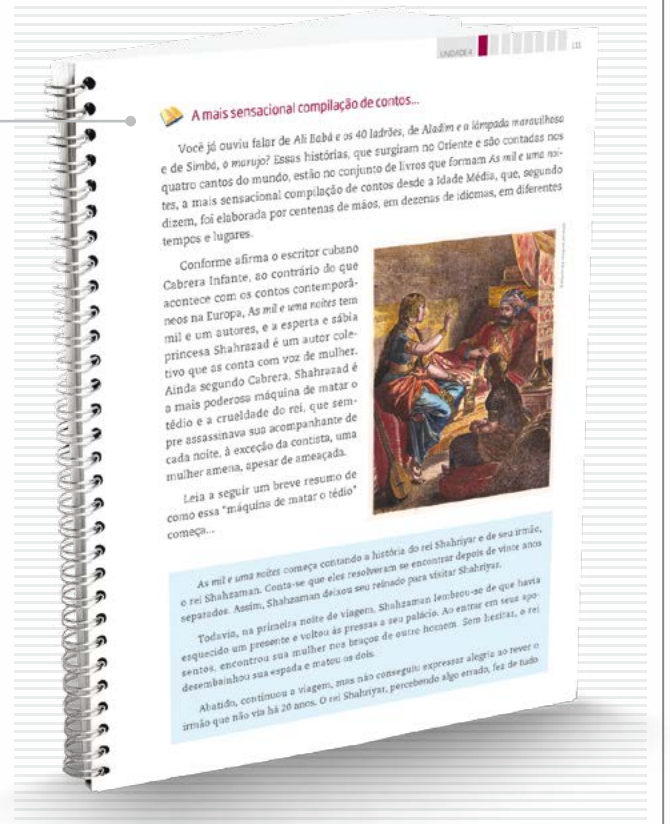 UNIDADE 4
A mais sensacional compilação de contos...
Você já ouviu falar de Ali Babá e os 40 ladrões, de Aladim e a lâmpada maravilhosa
e de Simbá, o marujo? Essas histórias, que surgiram no Oriente e são contadas nos
quatro cantos do mundo, estão no conjunto de livros que formam As mil e uma noi-
tes, a mais sensacional compilação de contos desde a Idade Média, que, segundo
dizem, foi elaborada por centenas de mãos, em dezenas de idiomas, em diferentes
tempos e lugares.
Conforme afirma o escritor cubano
Cabrera Infante, ao contrário do que
acontece com os contos contemporâ-
neos na Europa, As mil e uma noites tem
mil e um autores, e a esperta e sábia
princesa Shahrazad é um autor cole-
tivo que as conta com voz de mulher.
Ainda segundo Cabrera, Shahrazad é
a mais poderosa máquina de matar o
tédio e a crueldade do rei, que sem-
pre assassinava sua acompanhante de
cada noite, à exceção da contista, uma
mulher amena, apesar de ameaçada.
Leia a seguir um breve resumo de
como essa "máquina de matar o tédio"
começa...
As mil e uma noites começa contando a história do rei Shahriyar e de seu irmão,
o rei Shahzaman. Conta-se que eles resolveram se encontrar depois de vinte anos
separados. Assim, Shahzaman deixou seu reinado para visitar Shahriyar.
Todavia, na primeira noite de viagem, Shahzaman lembrou-se de que havia
esquecido um presente e voltou às pressas a seu palácio. Ao entrar em seus apo-
sentos, encontrou sua mulher nos braços de outro homem. Sem hesitar, o rei
desembainhou sua espada e matou os dois.
Abatido, continuou a viagem, mas não conseguiu expressar alegria ao rever o
irmão que não via há 20 anos. O rei Shahriyar, percebendo algo errado, fez de tudo